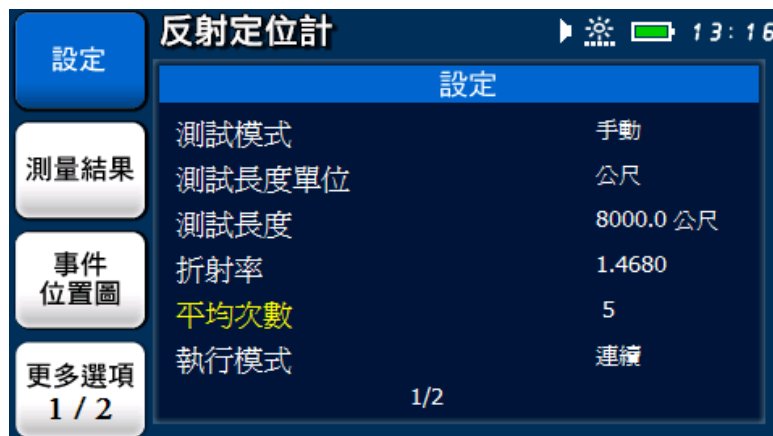 反射定位計 13:16
設定
測量結果
事件
位置圖
更多選項
1 / 2
設定
測試模式 手動
測試長度單位 公尺
測試長度 8000.0 公尺
折射率 1.4680
平均次數 5
執行模式 連續
1/2